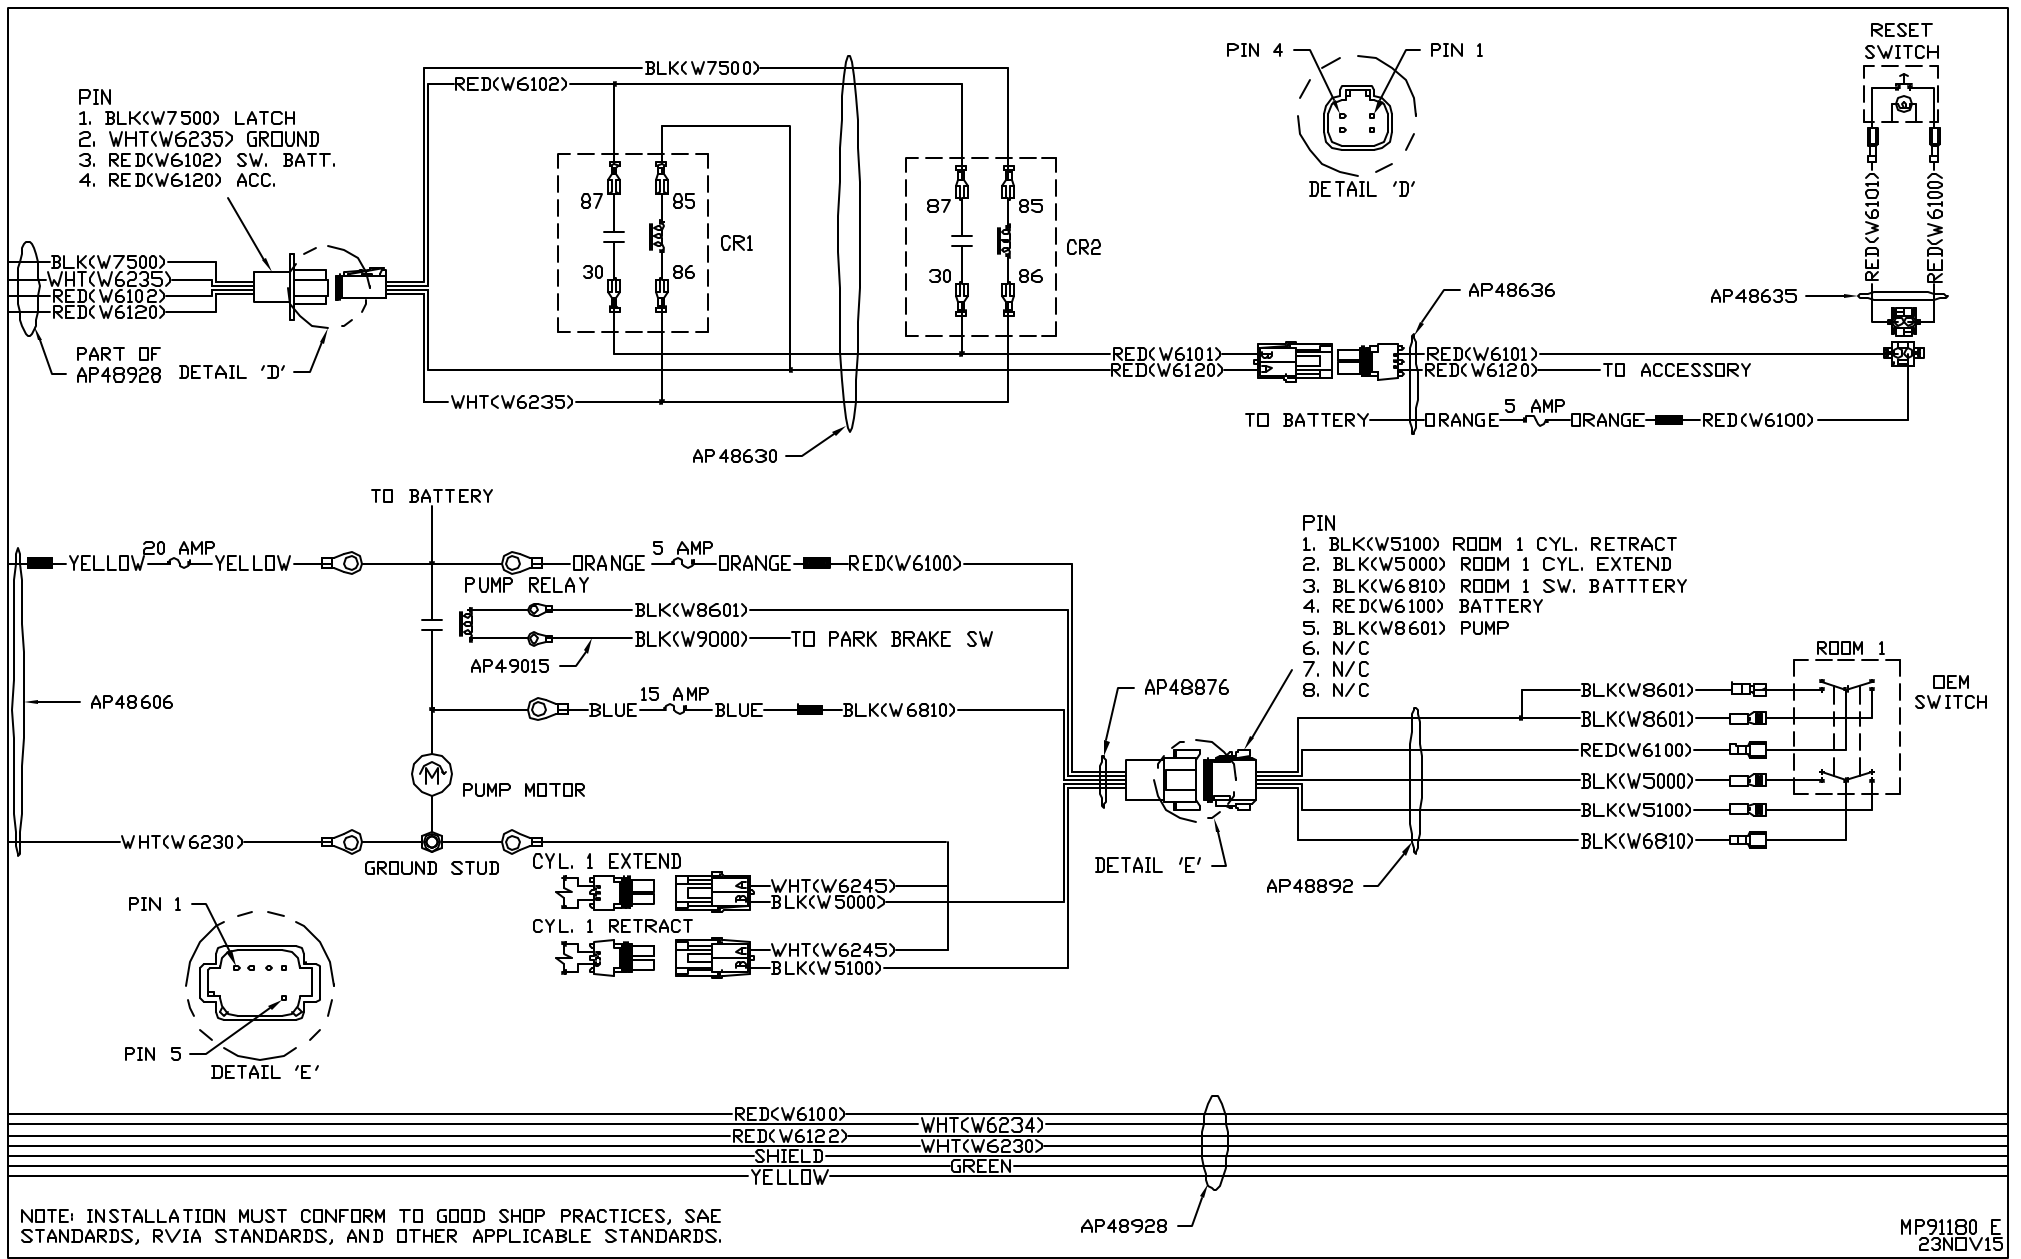 RESET
SWITCH
PIN 4
PIN 1
DETAIL 'D'
PIN
1. BLK(W7500) LATCH
2. WHT(W6235) GROUND
3. RED(W6102) SW. BATT.
4. RED(W6120) ACC.
BLK(W7500)
RED(W6102)
87
85
30
86
CR1
87
85
30
86
CR2
RED(W6101)
RED(W6100)
BLK(W7500)
WHT(W6235)
RED(W6102)
RED(W6120)
PART OF
AP48928
DETAIL 'D'
AP48636
AP48635
RED(W6101)
RED(W6120)
B
A
RED(W6101)
RED(W6120)
TO ACCESSORY
WHT(W6235)
TO BATTERY
ORANGE
5 AMP
ORANGE
RED(W6100)
AP48630
TO BATTERY
YELLOW
20 AMP
YELLOW
ORANGE
5 AMP
ORANGE
RED(W6100)
PUMP RELAY
BLK(W8601)
BLK(W9000)
TO PARK BRAKE SW
AP49015
AP48606
BLUE
15 AMP
BLUE
BLK(W6810)
M
PUMP MOTOR
WHT(W6230)
GROUND STUD
PIN
1. BLK(W5100) ROOM 1 CYL. RETRACT
2. BLK(W5000) ROOM 1 CYL. EXTEND
3. BLK(W6810) ROOM 1 SW. BATTTERY
4. RED(W6100) BATTERY
5. BLK(W8601) PUMP
6. N/C
7. N/C
8. N/C
AP48876
ROOM 1
OEM
SWITCH
BLK(W8601)
BLK(W8601)
RED(W6100)
BLK(W5000)
BLK(W5100)
BLK(W6810)
DETAIL 'E'
AP48892
CYL. 1 EXTEND
A
B
WHT(W6245)
BLK(W5000)
CYL. 1 RETRACT
A
B
WHT(W6245)
BLK(W5100)
PIN 1
PIN 5
DETAIL 'E'
RED(W6100)
WHT(W6234)
RED(W6122)
WHT(W6230)
SHIELD
GREEN
YELLOW
AP48928
NOTE: INSTALLATION MUST CONFORM TO GOOD SHOP PRACTICES, SAE
STANDARDS, RVIA STANDARDS, AND OTHER APPLICABLE STANDARDS.
MP91180 E
23NOV15